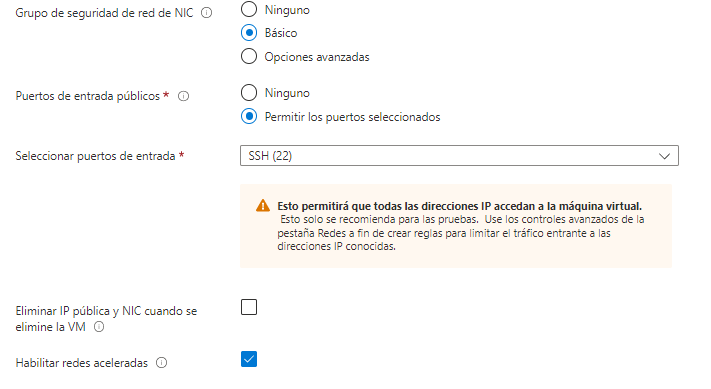 Grupo de seguridad de red de NIC
Ninguno
Básico
Opciones avanzadas
Puertos de entrada públicos *
Ninguno
Permitir los puertos seleccionados
Seleccionar puertos de entrada *
SSH (22)
Esto permitirá que todas las direcciones IP accedan a la máquina virtual.
Esto solo se recomienda para las pruebas. Use los controles avanzados de la
pestaña Redes a fin de crear reglas para limitar el tráfico entrante a las
direcciones IP conocidas.
Eliminar IP pública y NIC cuando se
elimine la VM
Habilitar redes aceleradas